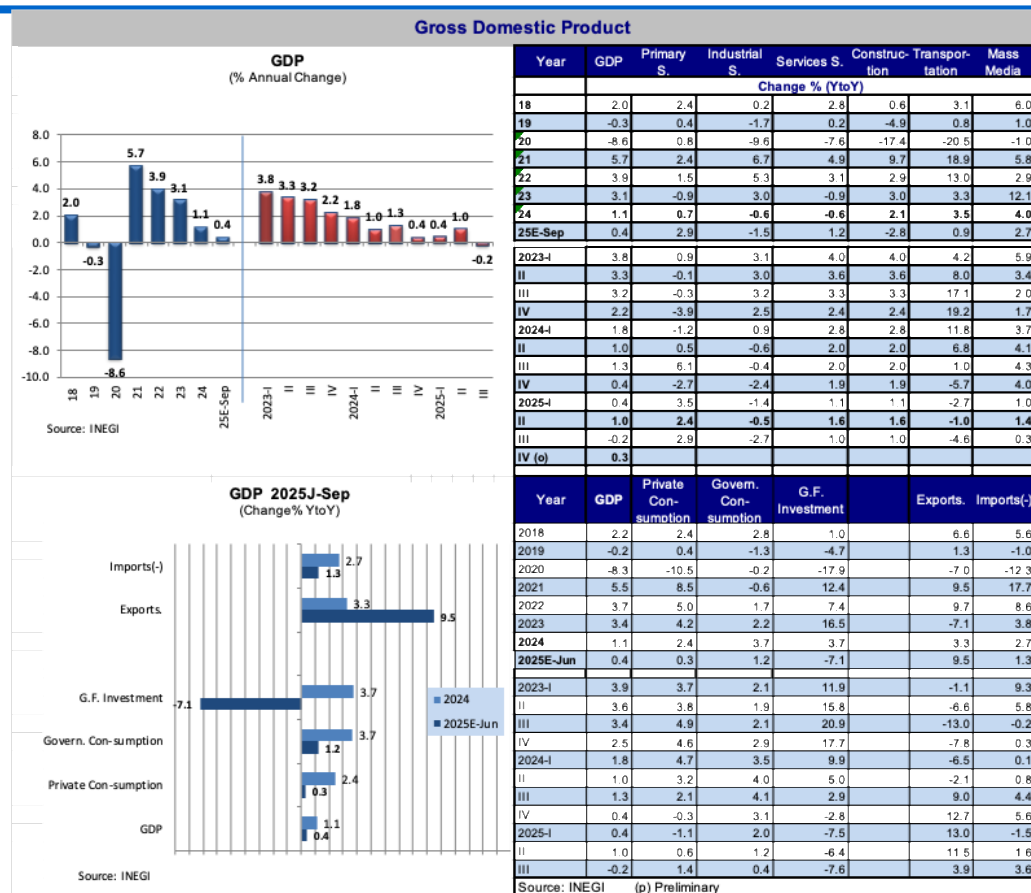 Gross Domestic Product
GDP
(% Annual Change)
8.0
6.0
4.0
2.0
0.0
-2.0
-4.0
-6.0
-8.0
-10.0
2.0
-0.3
-8.6
5.7
3.9
3.1
1.1
0.4
3.8
3.3
3.2
2.2
1.8
1.0
1.3
0.4
0.4
1.0
-0.2
18
19
20
21
22
23
24
25E-Sep
2023-I
II
III
IV
2024-I
II
III
IV
2025-I
II
III
Source: INEGI
Year GDP Primary S. Industrial S. Services S. Construc-tion Transpor-tation Mass Media
Change % (YtoY)
18 2.0 2.4 0.2 2.8 0.6 3.1 6.0
19 -0.3 0.4 -1.7 0.2 -4.9 0.8 1.0
20 -8.6 0.8 -9.6 -7.6 -17.4 -20.5 -1.0
21 5.7 2.4 6.7 4.9 9.7 18.9 5.8
22 3.9 1.5 5.3 3.1 2.9 13.0 2.9
23 3.1 -0.9 3.0 -0.9 3.0 3.3 12.1
24 1.1 0.7 -0.6 -0.6 2.1 3.5 4.0
25E-Sep 0.4 2.9 -1.5 1.2 -2.8 0.9 2.7
2023-I 3.8 0.9 3.1 4.0 4.0 4.2 5.9
II 3.3 -0.1 3.0 3.6 3.6 8.0 3.4
III 3.2 -0.3 3.2 3.3 3.3 17.1 2.0
IV 2.2 -3.9 2.5 2.4 2.4 19.2 1.7
2024-I 1.8 -1.2 0.9 2.8 2.8 11.8 3.7
II 1.0 0.5 -0.6 2.0 2.0 6.8 4.1
III 1.3 6.1 -0.4 2.0 2.0 1.0 4.3
IV 0.4 -2.7 -2.4 1.9 1.9 -5.7 4.0
2025-I 0.4 3.5 -1.4 1.1 1.1 -2.7 1.0
II 1.0 2.4 -0.5 1.6 1.6 -1.0 1.4
III -0.2 2.9 -2.7 1.0 1.0 -4.6 0.3
IV (o) 0.3
GDP 2025J-Sep
(Change% YtoY)
Imports(-) 2.7
1.3
Exports. 3.3
9.5
G.F. Investment 3.7
-7.1
Govern. Con-sumption 3.7
1.2
Private Con-sumption 2.4
0.3
GDP 1.1
0.4
2024
2025E-Jun
Source: INEGI
Year GDP Private Con-sumption Govern. Con-sumption G.F. Investment Exports. Imports(-)
2018 2.2 2.4 2.8 1.0 6.6 5.6
2019 -0.2 0.4 -1.3 -4.7 1.3 -1.0
2020 -8.3 -10.5 -0.2 -17.9 -7.0 -12.3
2021 5.5 8.5 -0.6 12.4 9.5 17.7
2022 3.7 5.0 1.7 7.4 9.7 8.6
2023 3.4 4.2 2.2 16.5 -7.1 3.8
2024 1.1 2.4 3.7 3.7 3.3 2.7
2025E-Jun 0.4 0.3 1.2 -7.1 9.5 1.3
2023-I 3.9 3.7 2.1 11.9 -1.1 9.3
II 3.6 3.8 1.9 15.8 -6.6 5.8
III 3.4 4.9 2.1 20.9 -13.0 -0.2
IV 2.5 4.6 2.9 17.7 -7.8 0.3
2024-I 1.8 4.7 3.5 9.9 -6.5 0.1
II 1.0 3.2 4.0 5.0 -2.1 0.8
III 1.3 2.1 4.1 2.9 9.0 4.4
IV 0.4 -0.3 3.1 -2.8 12.7 5.6
2025-I 0.4 -1.1 2.0 -7.5 13.0 -1.5
II 1.0 0.6 1.2 -6.4 11.5 1.6
III -0.2 1.4 0.4 -7.6 3.9 3.6
Source: INEGI (p) Preliminary